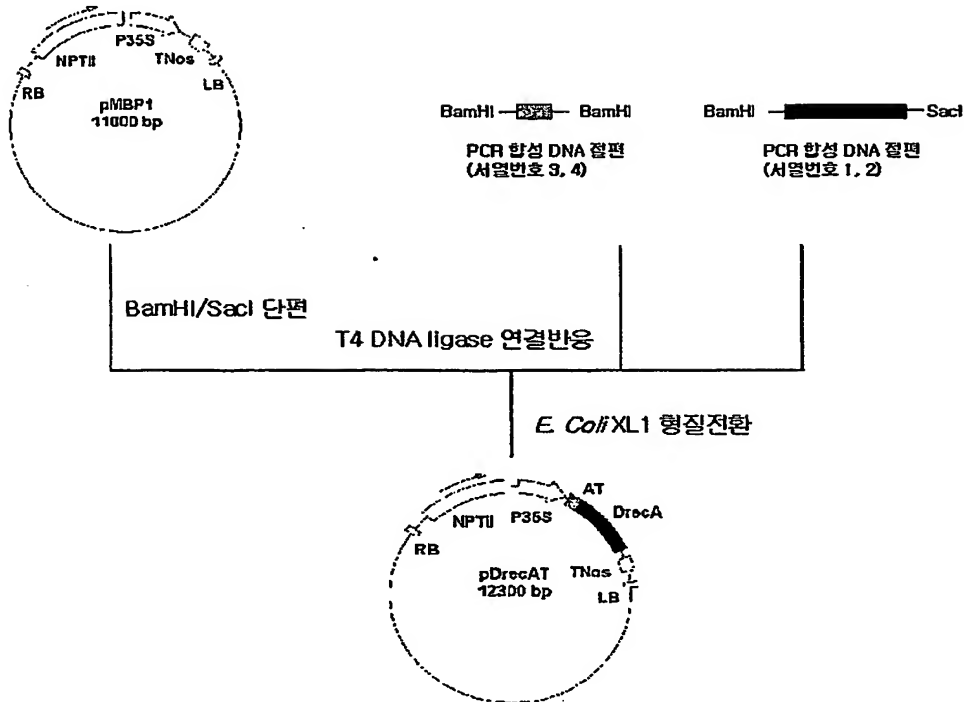 P35S
NPTII
TNos
RB
LB
pMBP1
11000 bp
BamHI
BamHI
PCR 합성 DNA 절편
(서열번호 3, 4)
BamHI
SacI
PCR 합성 DNA 절편
(서열번호 1, 2)
BamHI/SacI 단편
T4 DNA ligase 연결반응
E. Coli XL1 형질전환
AT
DrecA
P35S
NPTII
RB
TNos
LB
pDrecAT
12300 bp